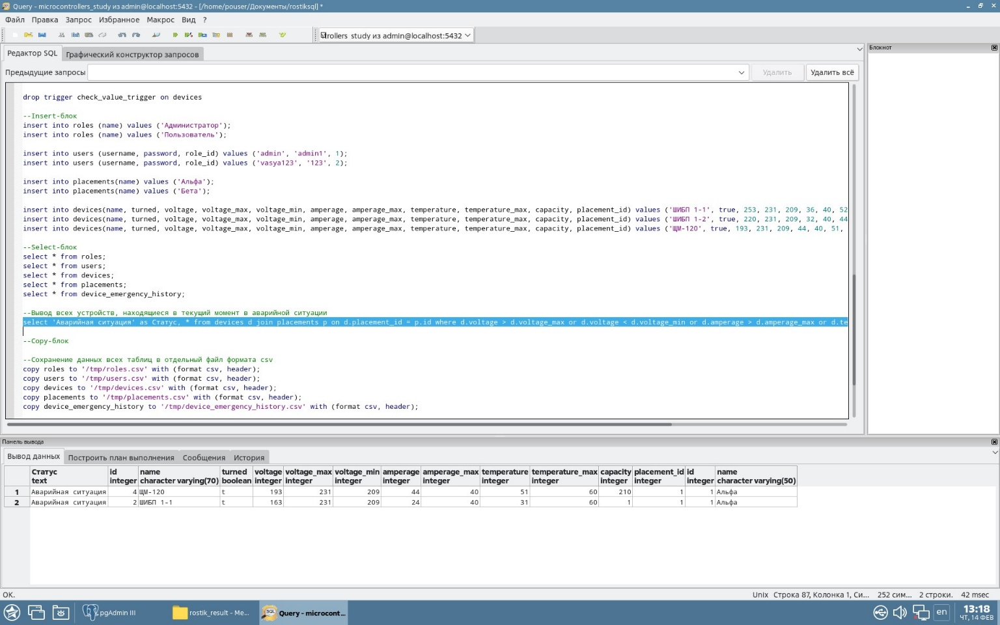 Query - microcontrollers_study из admin@localhost:5432 - [/home/pouser/Документы/rostiksql] *
Файл Правка Запрос Избранное Макрос Вид ?
study из admin@localhost:5432
Редактор SQL Графический конструктор запросов
Блокнот
Предыдущие запросы Удалить Удалить всё
drop trigger check_value_trigger on devices
--Insert-блок
insert into roles (name) values ('Администратор');
insert into roles (name) values ('Пользователь');
insert into users (username, password, role_id) values ('admin', 'admin1', 1);
insert into users (username, password, role_id) values ('vasya123', '123', 2);
insert into placements(name) values ('Альфа');
insert into placements(name) values ('Бета');
insert into devices(name, turned, voltage, voltage_max, voltage_min, amperage, amperage_max, temperature, temperature_max, capacity, placement_id) values ('ШИБП 1-1', true, 253, 231, 209, 36, 40, 52
insert into devices(name, turned, voltage, voltage_max, voltage_min, amperage, amperage_max, temperature, temperature_max, capacity, placement_id) values ('ШИБП 1-2', true, 220, 231, 209, 32, 40, 44
insert into devices(name, turned, voltage, voltage_max, voltage_min, amperage, amperage_max, temperature, temperature_max, capacity, placement_id) values ('ЩМ-120', true, 193, 231, 209, 44, 40, 51,
--Select-блок
select * from roles;
select * from users;
select * from devices;
select * from placements;
select * from device_emergency_history;
--Вывод всех устройств, находящиеся в текущий момент в аварийной ситуации
select 'Аварийная ситуация' as Статус, * from devices d join placements p on d.placement_id = p.id where d.voltage > d.voltage_max or d.voltage < d.voltage_min or d.amperage > d.amperage_max or d.te
--Copy-блок
--Сохранение данных всех таблиц в отдельный файл формата csv
copy roles to '/tmp/roles.csv' with (format csv, header);
copy users to '/tmp/users.csv' with (format csv, header);
copy devices to '/tmp/devices.csv' with (format csv, header);
copy placements to '/tmp/placements.csv' with (format csv, header);
copy device_emergency_history to '/tmp/device_emergency_history.csv' with (format csv, header);
Панель вывода
Вывод данных Построить план выполнения Сообщения История
Статус id name turned voltage voltage_max voltage_min amperage amperage_max temperature temperature_max capacity placement_id id name
text integer character varying(70) boolean integer integer integer integer integer integer integer integer integer integer character varying(50)
1 Аварийная ситуация 4 ЩМ-120 t 193 231 209 44 40 51 60 210 1 1 Альфа
2 Аварийная ситуация 2 ШИБП 1-1 t 163 231 209 24 40 31 60 1 1 1 Альфа
OK. Unix Строка 87, Колонка 1, Си... 252 сим... 2 строки. 42 msec
pgAdmin III rostik_result - Me... SQL Query - microcont... en 13:18
ЧТ, 14 ФЕВ